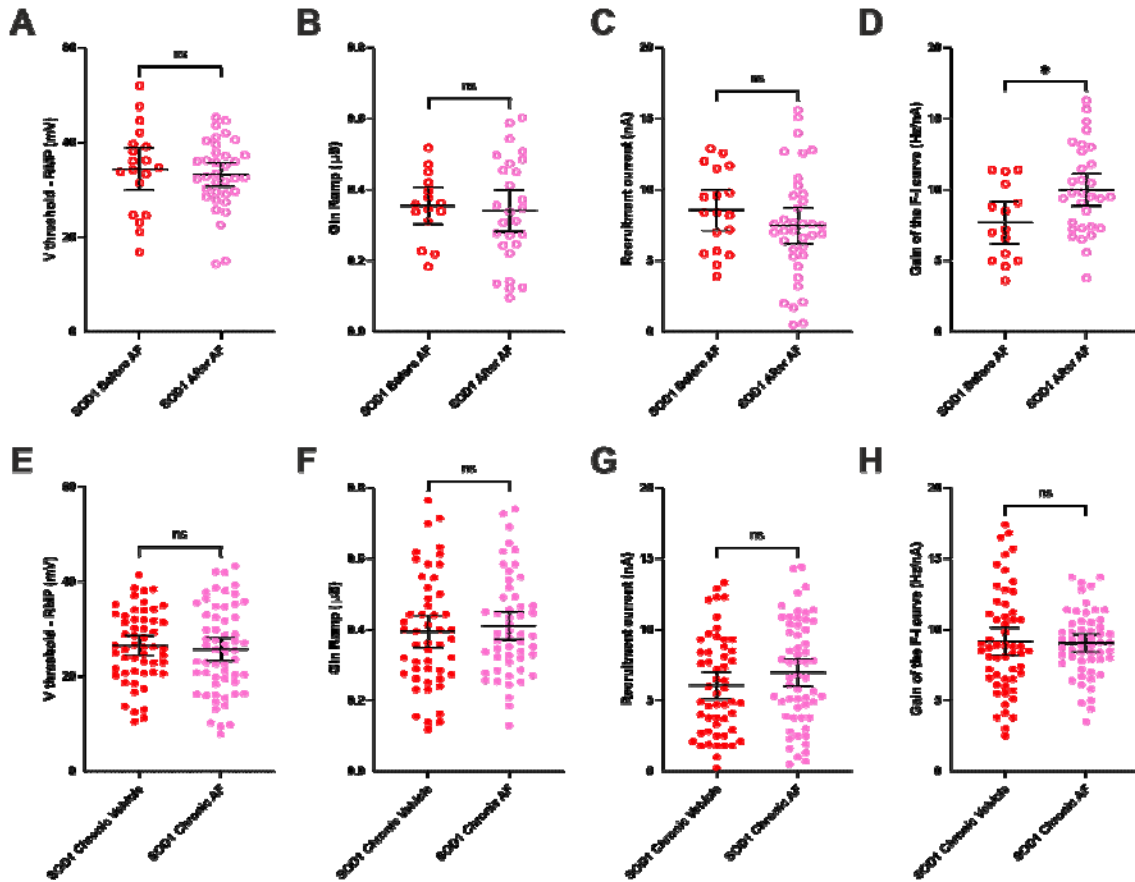 A
B
C
D
V threshold - RMP (mV)
60
40
20
0
ns
SOD1 Before AF
SOD1 After AF
Gin Ramp (µS)
0.8
0.6
0.4
0.2
0.0
ns
SOD1 Before AF
SOD1 After AF
Recruitment current (nA)
20
15
10
5
0
ns
SOD1 Before AF
SOD1 After AF
Gain of the F-I curve (Hz/nA)
20
15
10
5
0
*
SOD1 Before AF
SOD1 After AF
E
F
G
H
V threshold - RMP (mV)
60
40
20
0
ns
SOD1 Chronic Vehicle
SOD1 Chronic AF
Gin Ramp (µS)
0.8
0.6
0.4
0.2
0.0
ns
SOD1 Chronic Vehicle
SOD1 Chronic AF
Recruitment current (nA)
20
15
10
5
0
ns
SOD1 Chronic Vehicle
SOD1 Chronic AF
Gain of the F-I curve (Hz/nA)
20
15
10
5
0
ns
SOD1 Chronic Vehicle
SOD1 Chronic AF